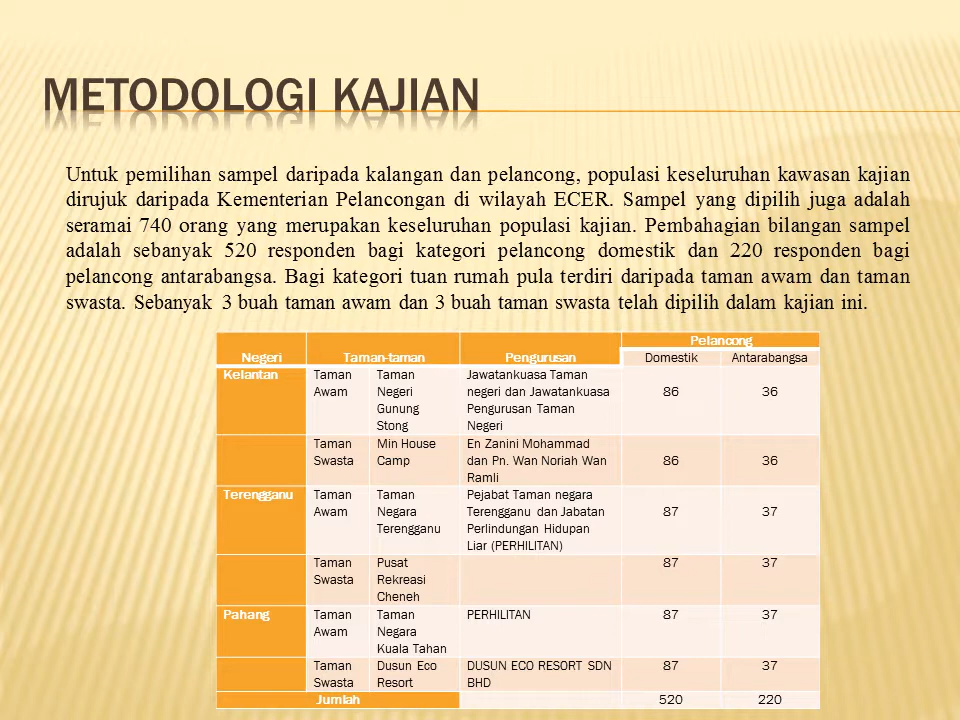 METODOLOGI KAJIAN
Untuk pemilihan sampel daripada kalangan dan pelancong, populasi keseluruhan kawasan kajian
dirujuk daripada Kementerian Pelancongan di wilayah ECER. Sampel yang dipilih juga adalah
seramai 740 orang yang merupakan keseluruhan populasi kajian. Pembahagian bilangan sampel
adalah sebanyak 520 responden bagi kategori pelancong domestik dan 220 responden bagi
pelancong antarabangsa. Bagi kategori tuan rumah pula terdiri daripada taman awam dan taman
swasta. Sebanyak 3 buah taman awam dan 3 buah taman swasta telah dipilih dalam kajian ini.
Pelancong
Negeri Taman-taman Pengurusan Domestik Antarabangsa
Kelantan Taman Taman Jawatankuasa Taman
Awam Negeri negeri dan Jawatankuasa 86 36
Gunung Pengurusan Taman
Stong Negeri
Taman Min House En Zanini Mohammad
Swasta Camp dan Pn. Wan Noriah Wan 86 36
Ramli
Terengganu Taman Taman Pejabat Taman negara
Awam Negara Terengganu dan Jabatan 87 37
Terengganu Perlindungan Hidupan
Liar (PERHILITAN)
Taman Pusat 87 37
Swasta Rekreasi
Cheneh
Pahang Taman Taman PERHILITAN 87 37
Awam Negara
Kuala Tahan
Taman Dusun Eco DUSUN ECO RESORT SDN 87 37
Swasta Resort BHD
Jumlah 520 220